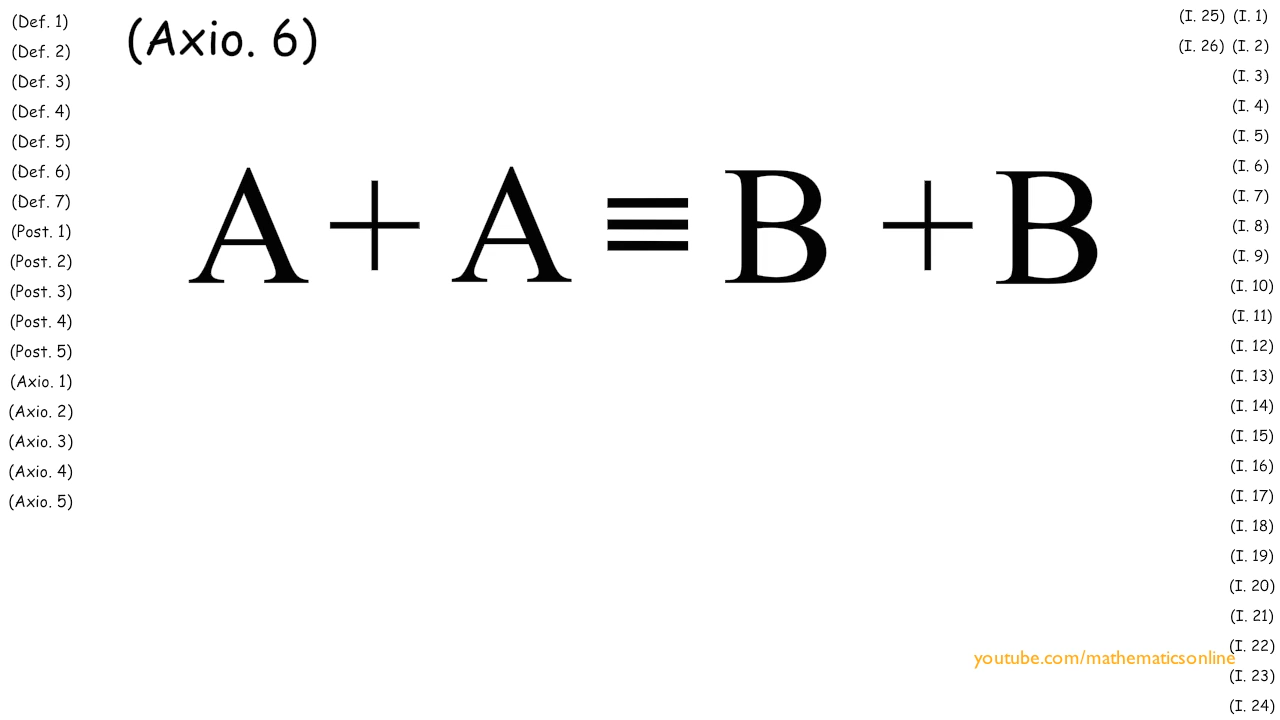 (Def. 1)
(Def. 2)
(Def. 3)
(Def. 4)
(Def. 5)
(Def. 6)
(Def. 7)
(Post. 1)
(Post. 2)
(Post. 3)
(Post. 4)
(Post. 5)
(Axio. 1)
(Axio. 2)
(Axio. 3)
(Axio. 4)
(Axio. 5)
(Axio. 6)
A + A ≡ B + B
(I. 25) (I. 1)
(I. 26) (I. 2)
(I. 3)
(I. 4)
(I. 5)
(I. 6)
(I. 7)
(I. 8)
(I. 9)
(I. 10)
(I. 11)
(I. 12)
(I. 13)
(I. 14)
(I. 15)
(I. 16)
(I. 17)
(I. 18)
(I. 19)
(I. 20)
(I. 21)
(I. 22)
youtube.com/mathematicsonline
(I. 23)
(I. 24)